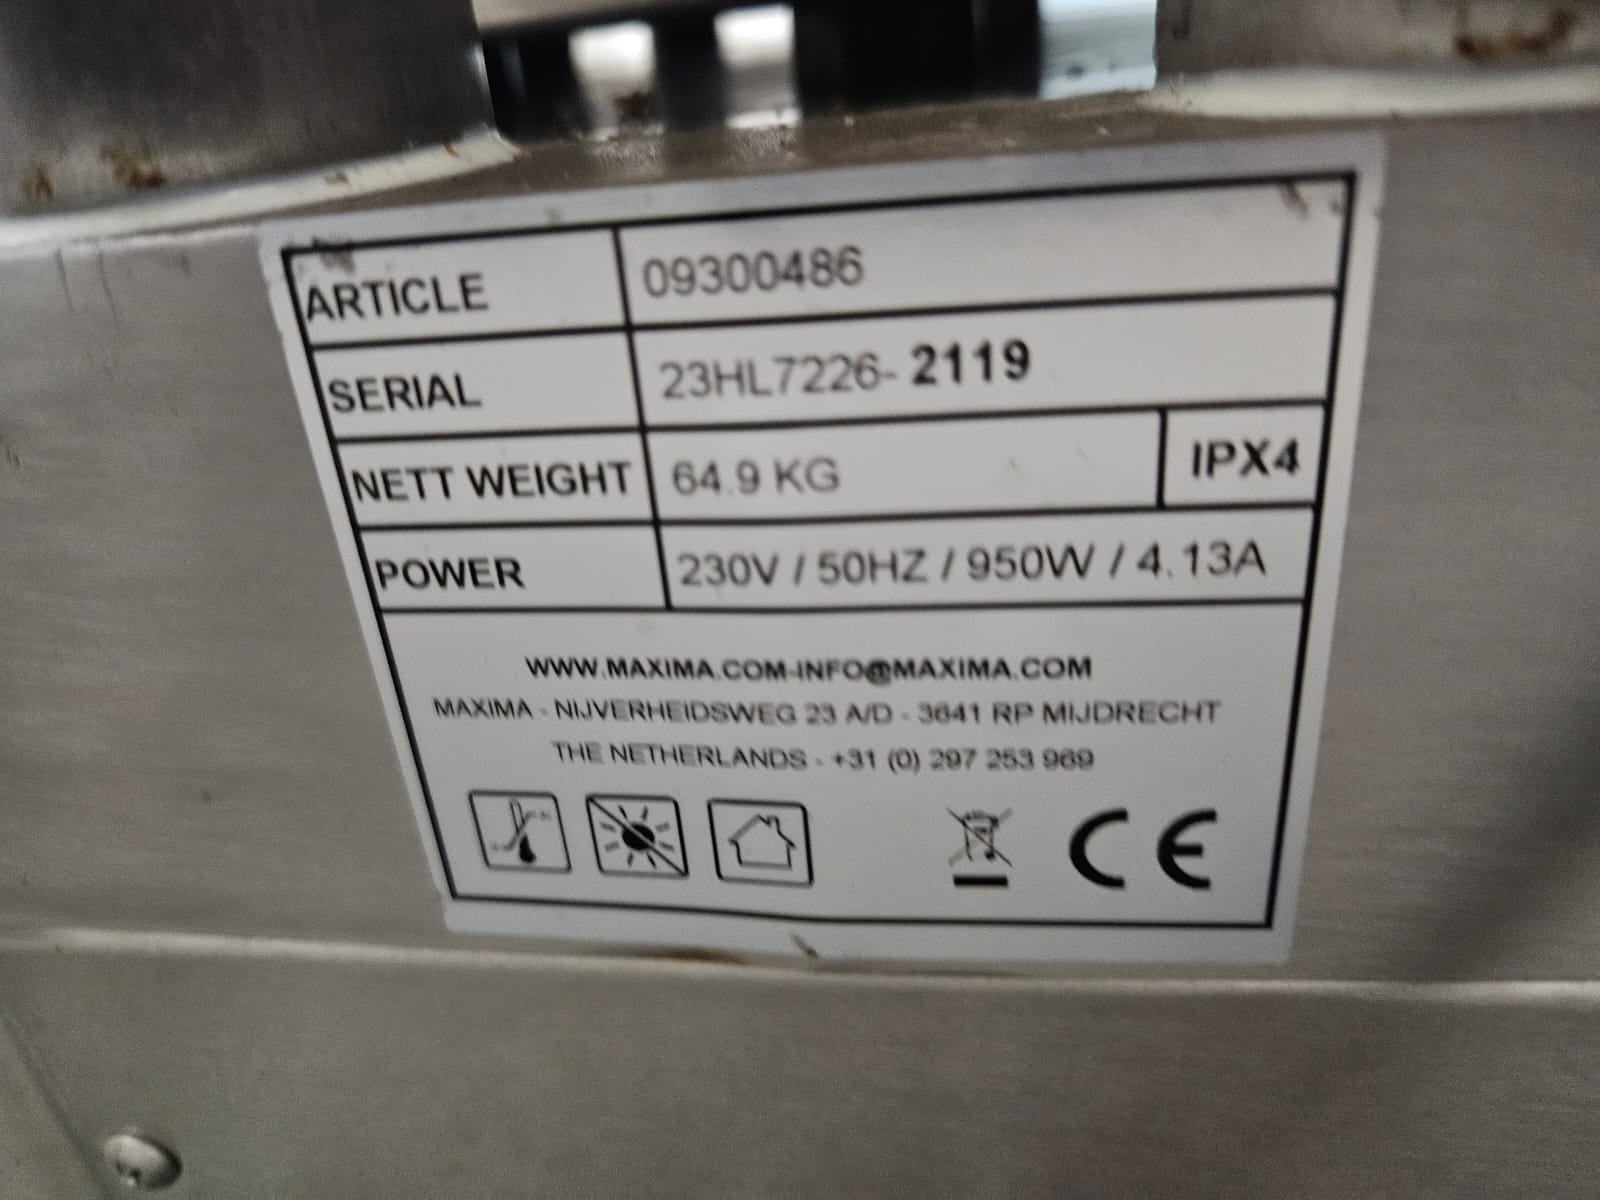 ARTICLE 09300486
SERIAL 23HL7226- 2119
NETT WEIGHT 64.9 KG IPX4
POWER 230V / 50HZ / 950W / 4.13A
WWW.MAXIMA.COM-INFO@MAXIMA.COM
MAXIMA - NIJVERHEIDSWEG 23 A/D - 3641 RP MIJDRECHT
THE NETHERLANDS - +31 (0) 297 253 969
CE